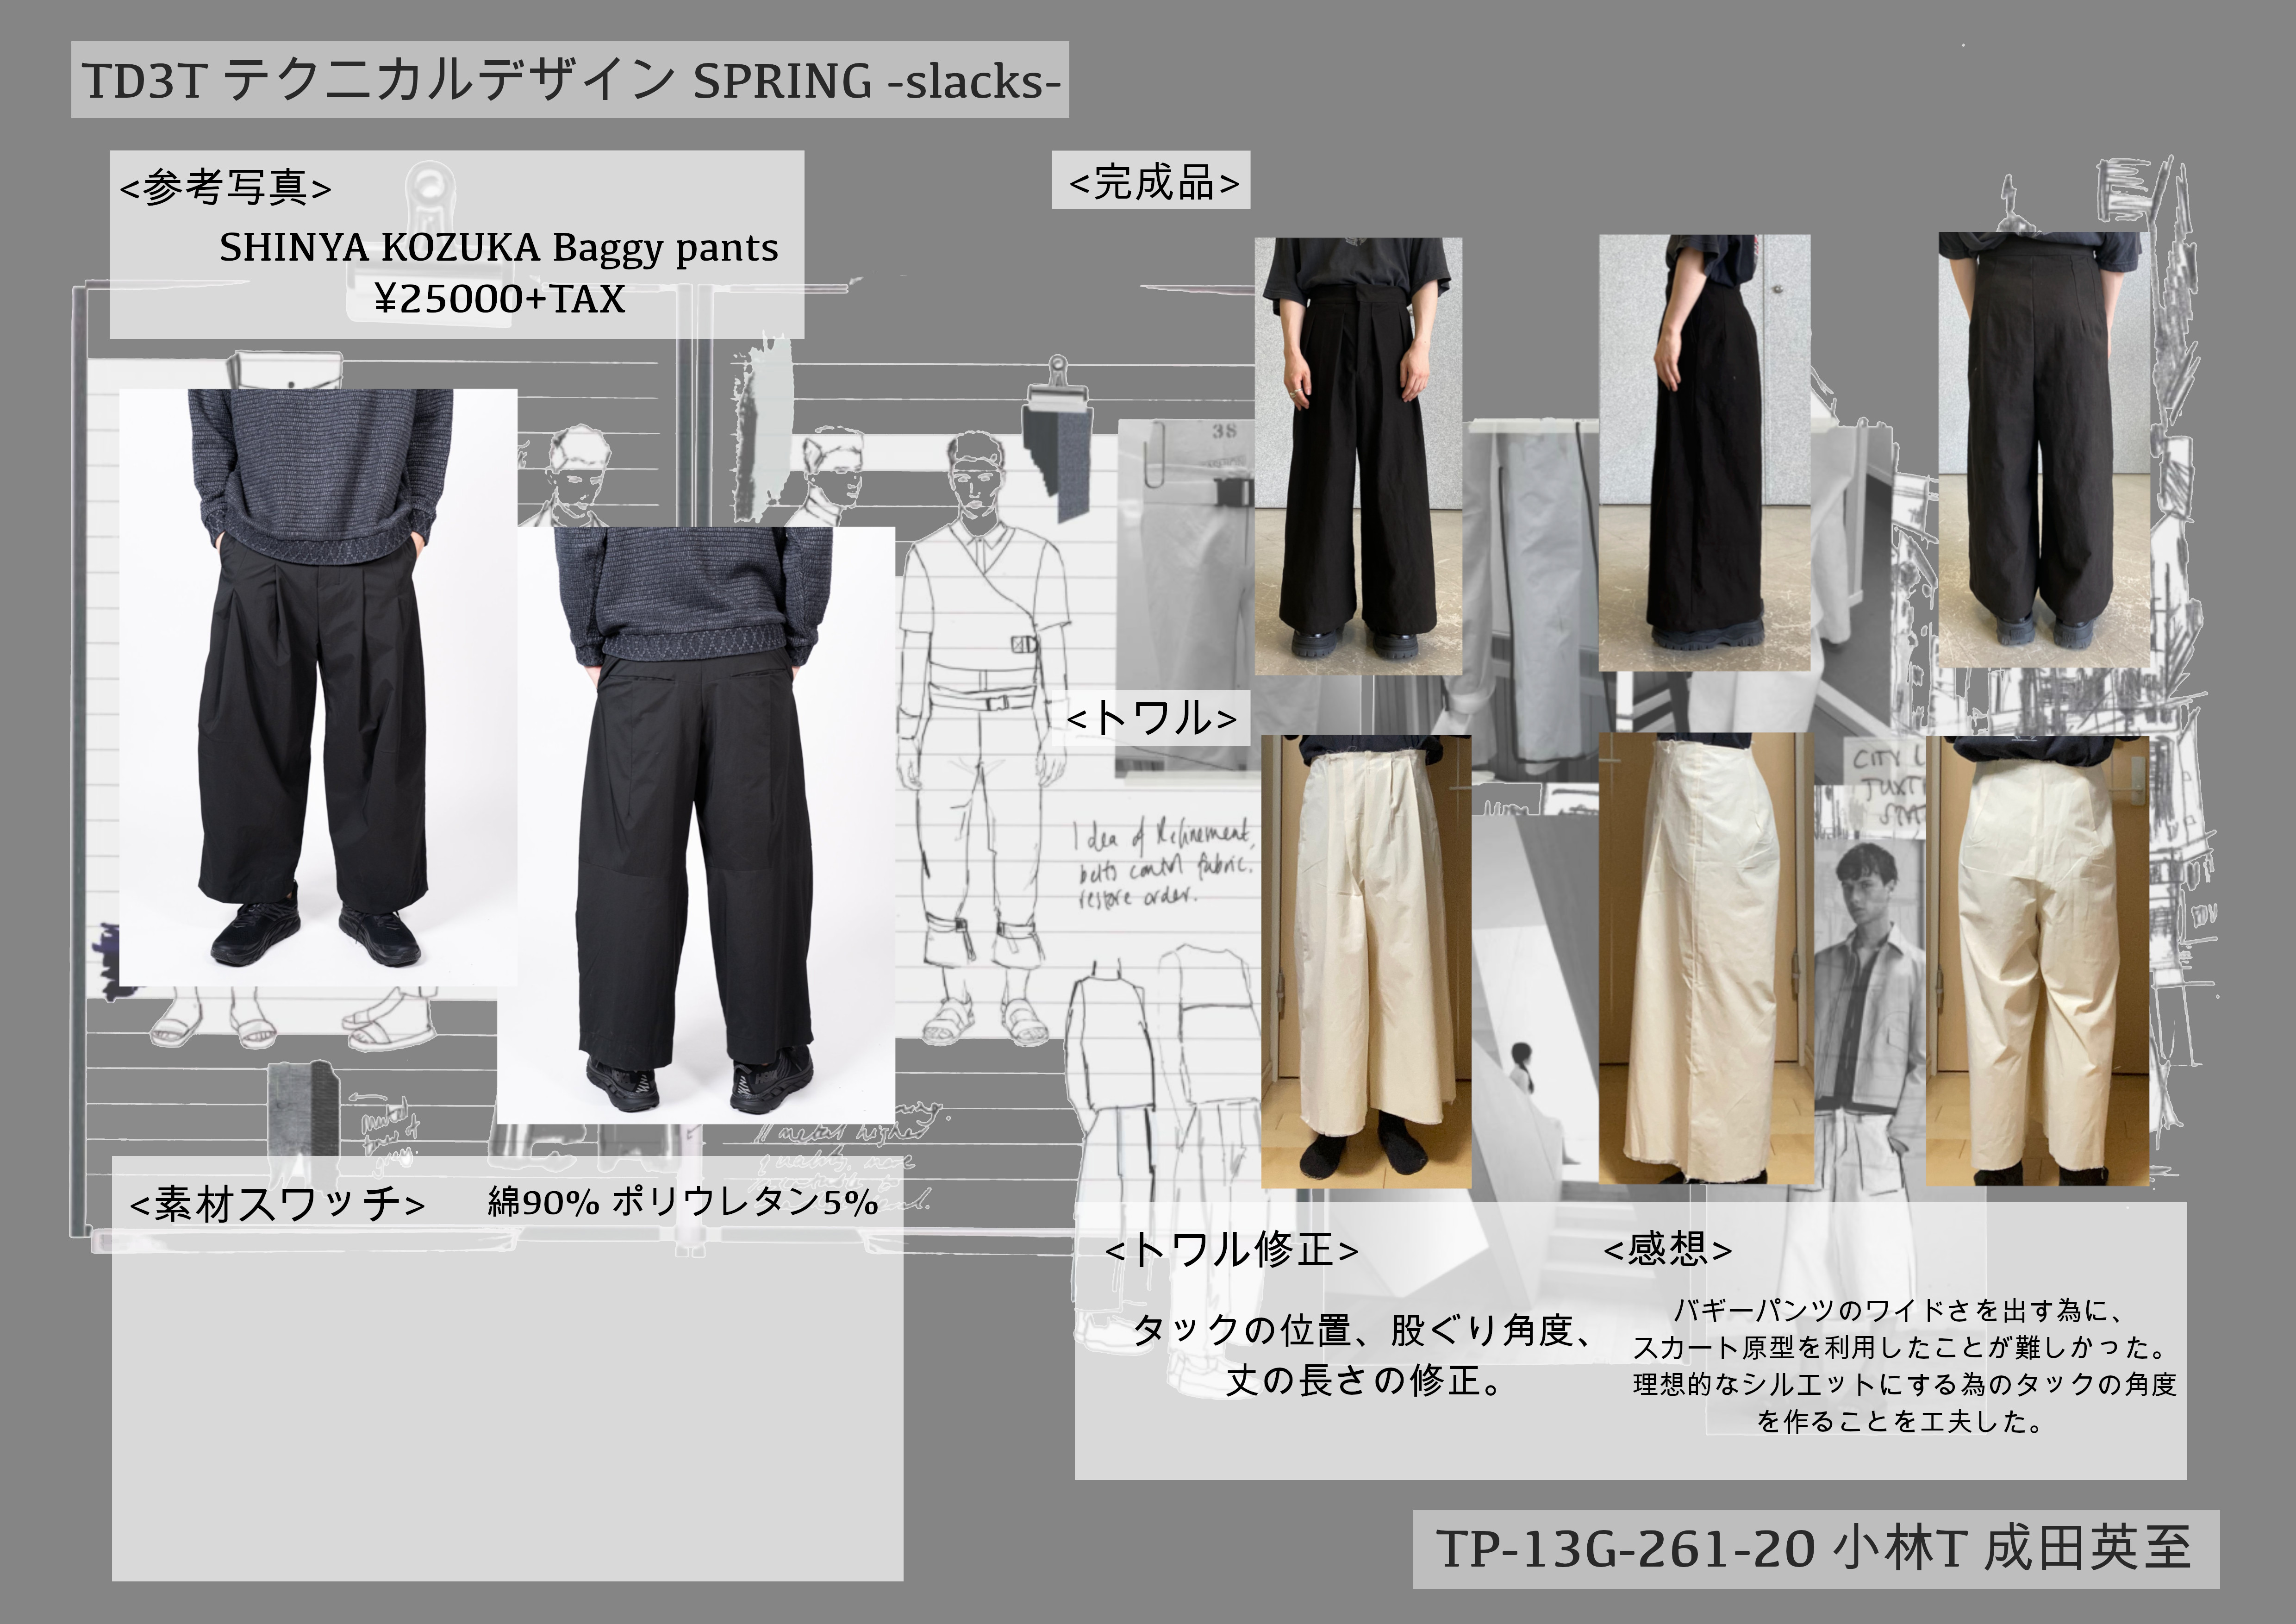 TD3T テクニカルデザイン SPRING -slacks-
<参考写真>
SHINYA KOZUKA Baggy pants
¥25000+TAX
<完成品>
38
<トワル>
CITY
I dea of Refinement,
belts control fabric.
restore order.
<素材スワッチ> 綿90% ポリウレタン5%
<トワル修正>
タックの位置、股ぐり角度、
丈の長さの修正。
<感想>
バギーパンツのワイドさを出す為に、
スカート原型を利用したことが難しかった。
理想的なシルエットにする為のタックの角度
を作ることを工夫した。
TP-13G-261-20 小林T 成田英至